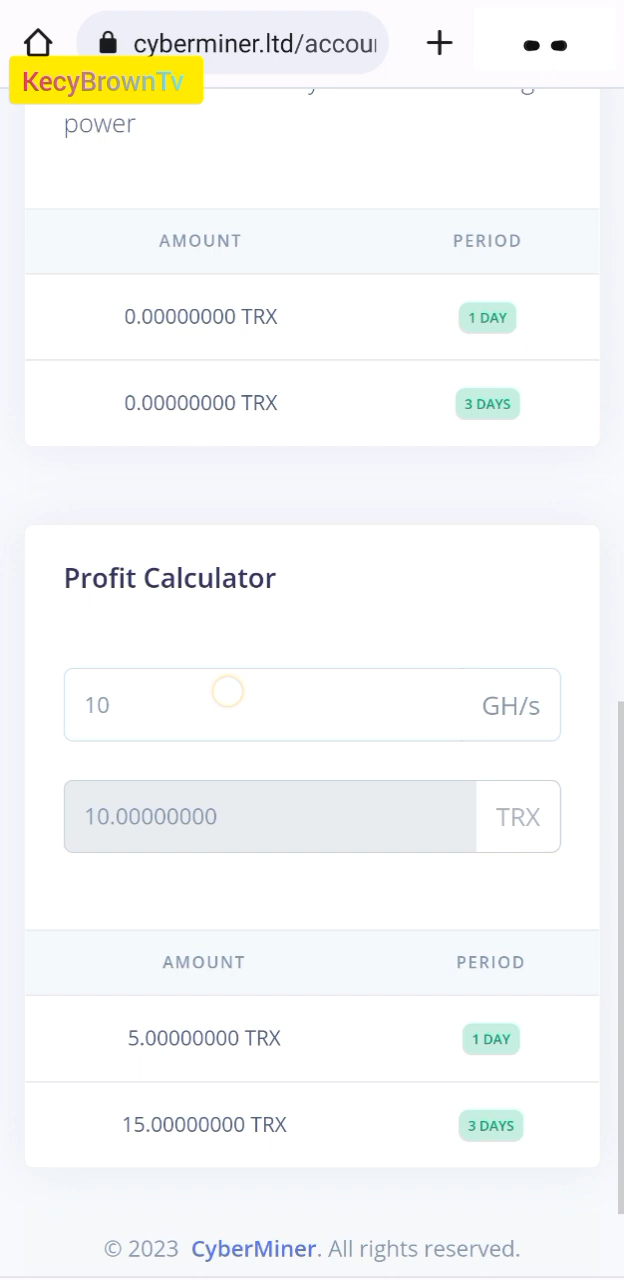 cyberminer.ltd/accour
KecyBrownTv
power
AMOUNT PERIOD
0.00000000 TRX 1 DAY
0.00000000 TRX 3 DAYS
Profit Calculator
10 GH/s
10.00000000 TRX
AMOUNT PERIOD
5.00000000 TRX 1 DAY
15.00000000 TRX 3 DAYS
© 2023 CyberMiner. All rights reserved.